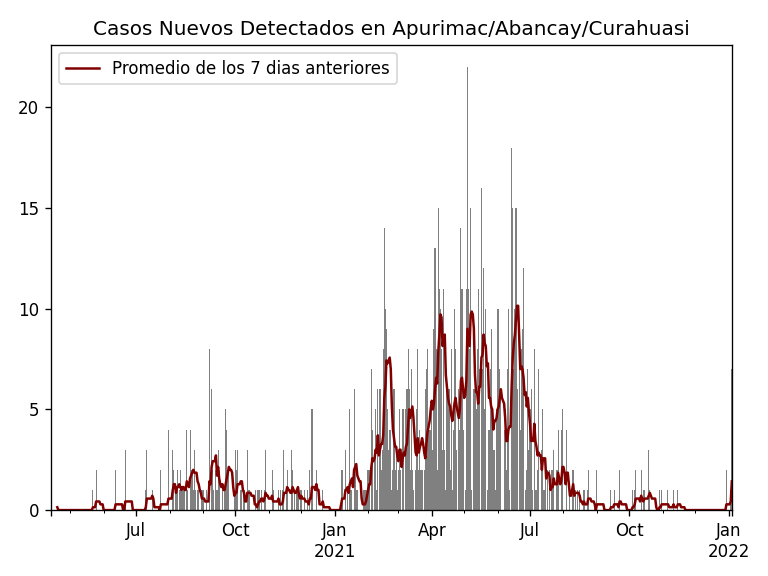 Casos Nuevos Detectados en Apurimac/Abancay/Curahuasi
Promedio de los 7 dias anteriores
20
15
10
5
0
Jul
Oct
Jan
2021
Apr
Jul
Oct
Jan
2022